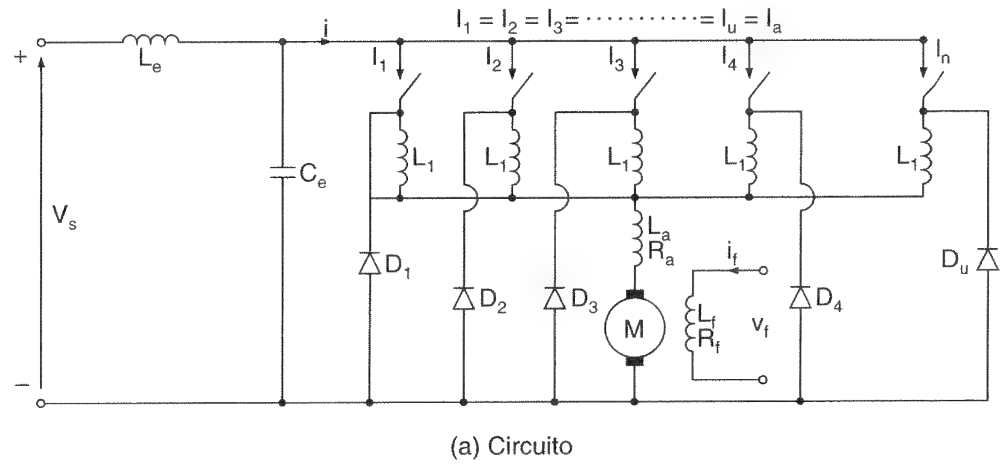 I₁ = I₂ = I₃ = ·········· = Iᵤ = Iₐ
+
Lₑ
i
I₁
I₂
I₃
I₄
Iₙ
L₁
L₁
L₁
L₁
L₁
Cₑ
Vₛ
Lₐ
Rₐ
D₁
D₂
D₃
M
i_f
L_f
R_f
v_f
D₄
Dᵤ
–
(a) Circuito